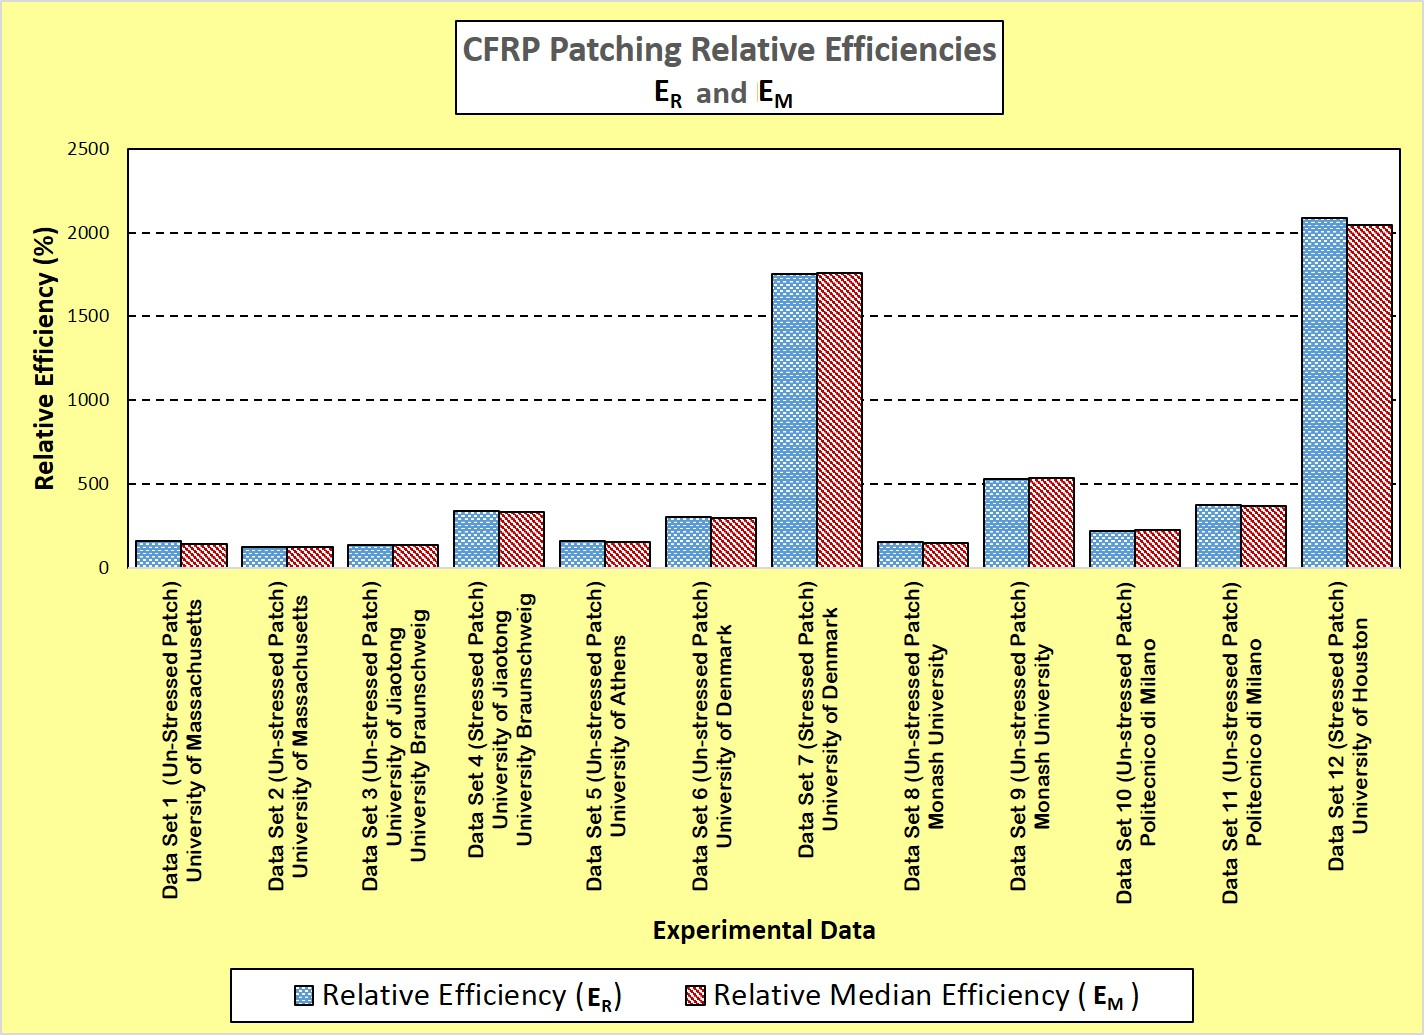 CFRP Patching Relative Efficiencies
ER and EM
Relative Efficiency (%)
2500
2000
1500
1000
500
0
Data Set 1 (Un-Stressed Patch)
University of Massachusetts
Data Set 2 (Un-stressed Patch)
University of Massachusetts
Data Set 3 (Un-stressed Patch)
University of Jiaotong
University Braunschweig
Data Set 4 (Stressed Patch)
University of Jiaotong
University Braunschweig
Data Set 5 (Un-stressed Patch)
University of Athens
Data Set 6 (Un-stressed Patch)
University of Denmark
Data Set 7 (Stressed Patch)
University of Denmark
Data Set 8 (Un-stressed Patch)
Monash University
Data Set 9 (Un-stressed Patch)
Monash University
Data Set 10 (Un-stressed Patch)
Politecnico di Milano
Data Set 11 (Un-stressed Patch)
Politecnico di Milano
Data Set 12 (Stressed Patch)
University of Houston
Experimental Data
Relative Efficiency (ER)
Relative Median Efficiency ( EM )